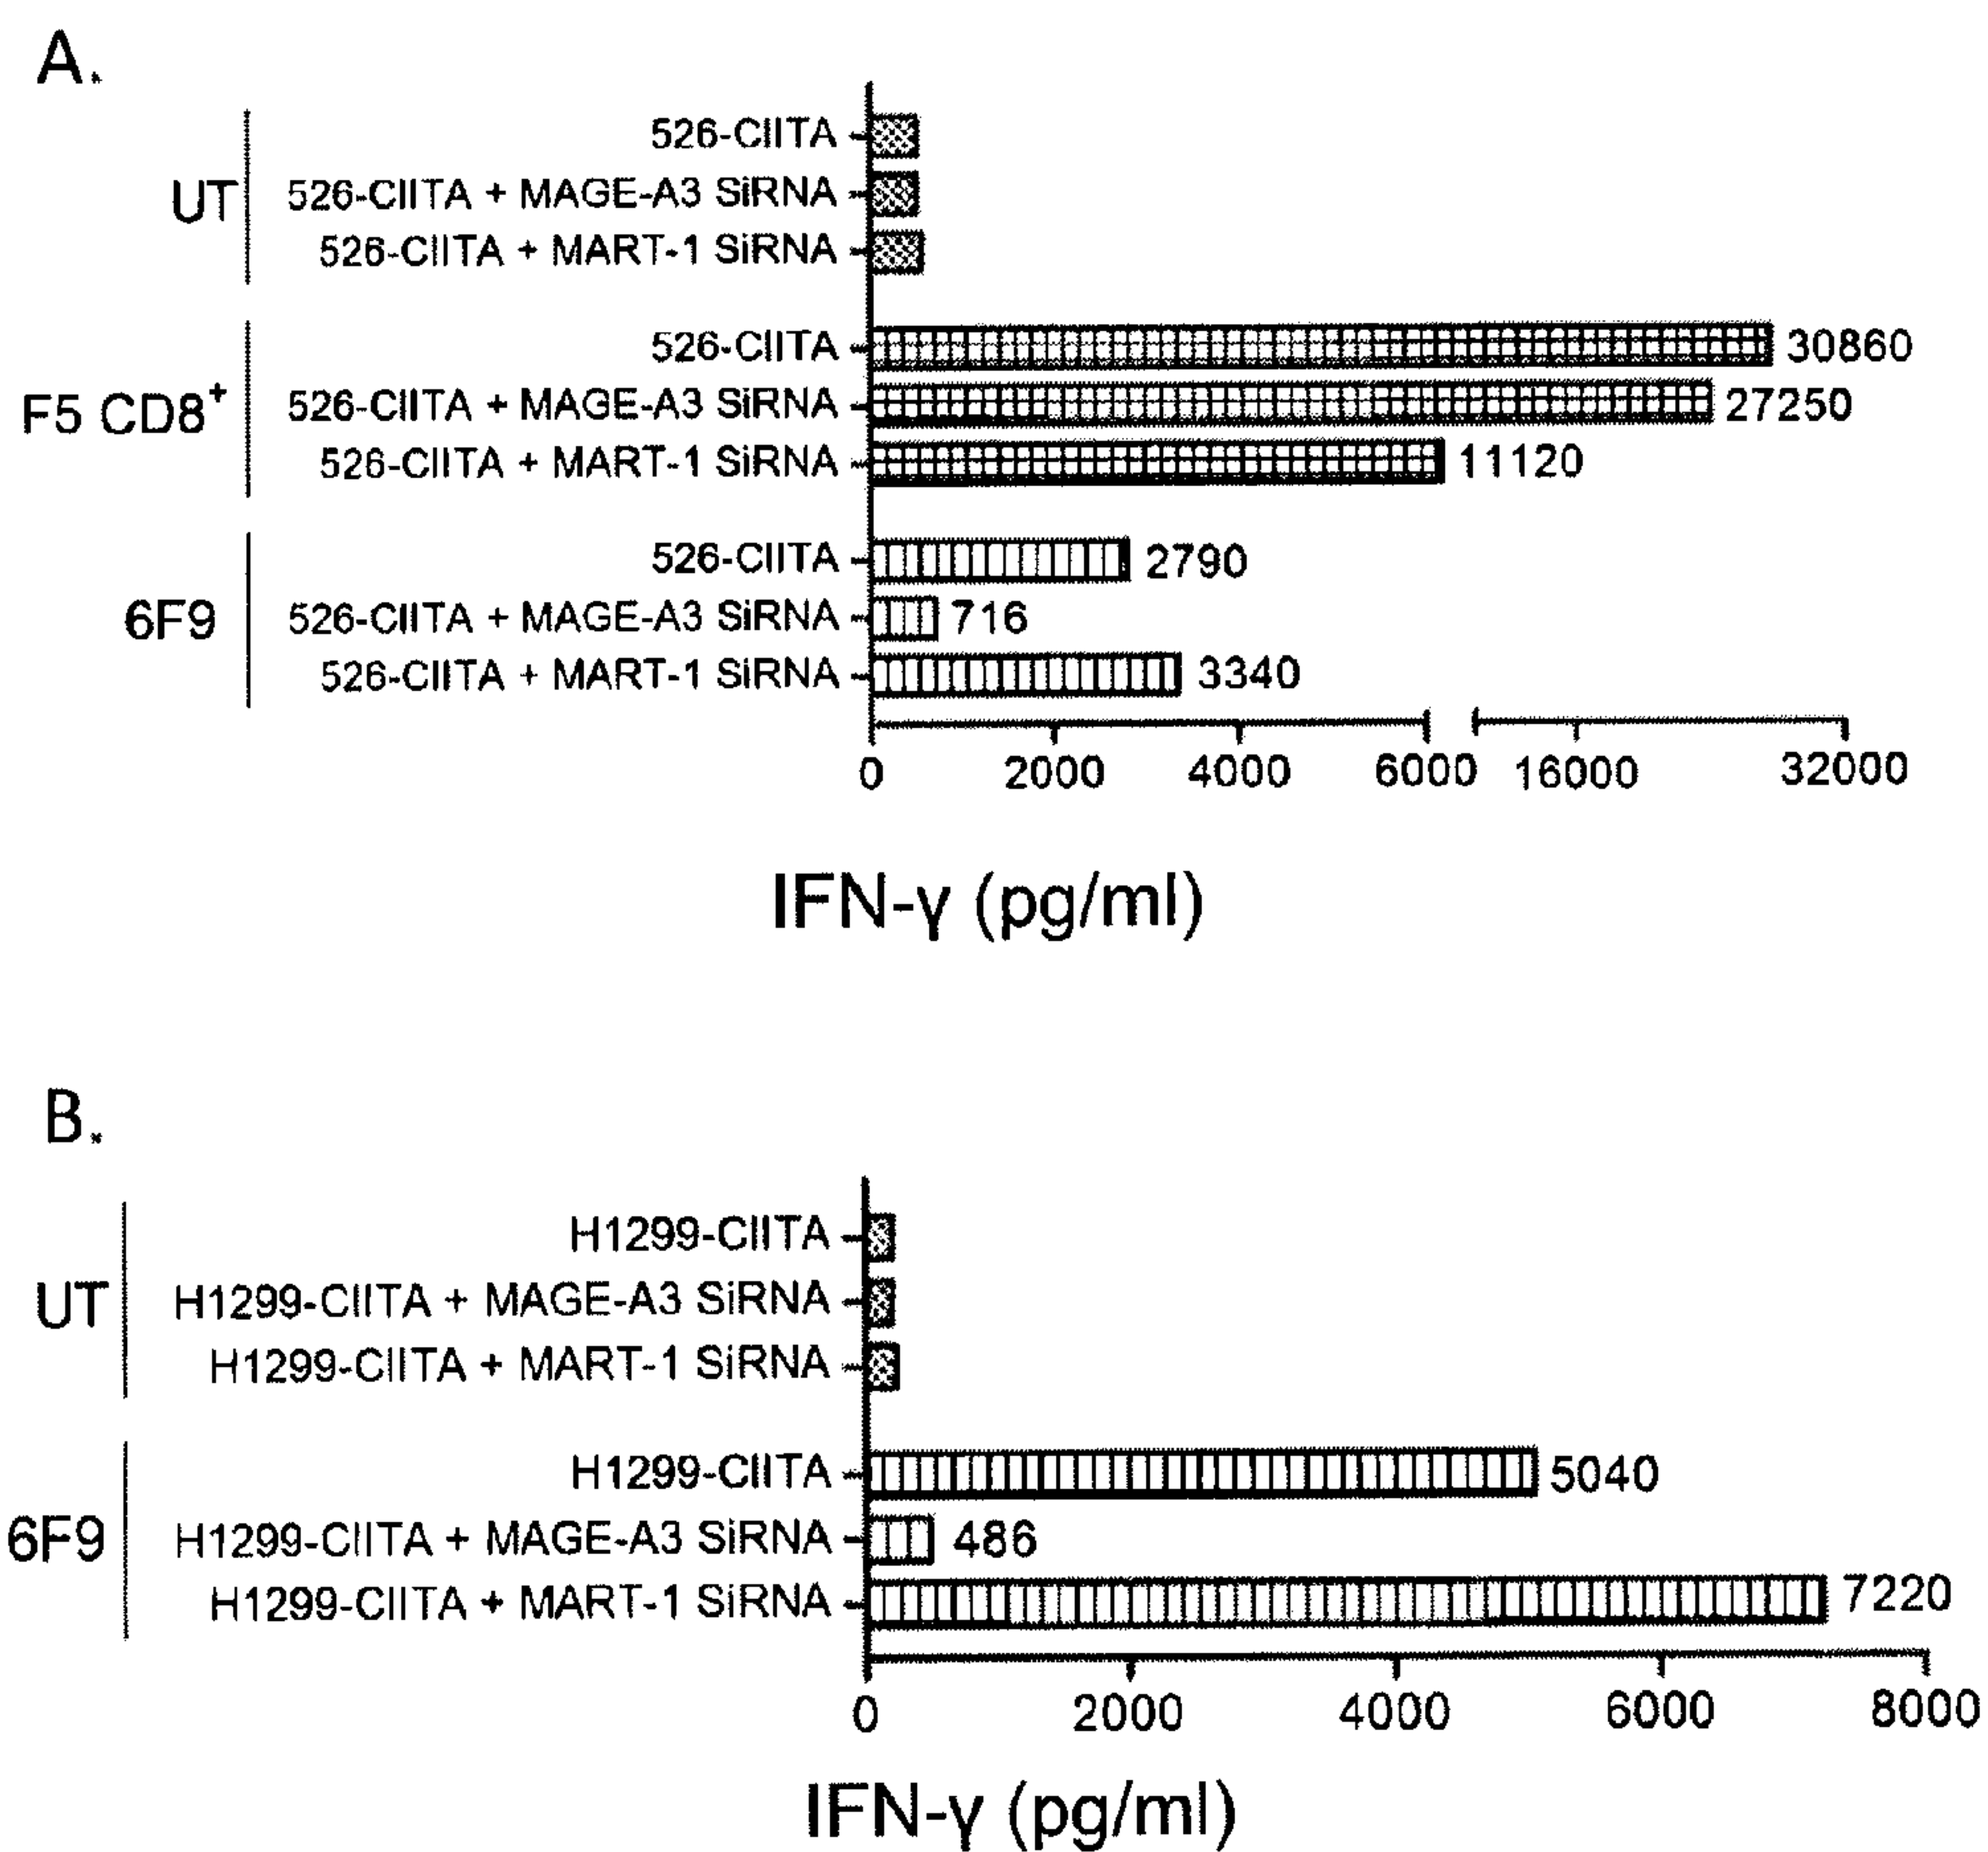 A.
526-CIITA
UT 526-CIITA + MAGE-A3 SiRNA
526-CIITA + MART-1 SiRNA
526-CIITA 30860
F5 CD8+ 526-CIITA + MAGE-A3 SiRNA 27250
526-CIITA + MART-1 SiRNA 11120
526-CIITA 2790
6F9 526-CIITA + MAGE-A3 SiRNA 716
526-CIITA + MART-1 SiRNA 3340
0 2000 4000 6000 16000 32000
IFN-γ (pg/ml)
B.
H1299-CIITA
UT H1299-CIITA + MAGE-A3 SiRNA
H1299-CIITA + MART-1 SiRNA
H1299-CIITA 5040
6F9 H1299-CIITA + MAGE-A3 SiRNA 486
H1299-CIITA + MART-1 SiRNA 7220
0 2000 4000 6000 8000
IFN-γ (pg/ml)